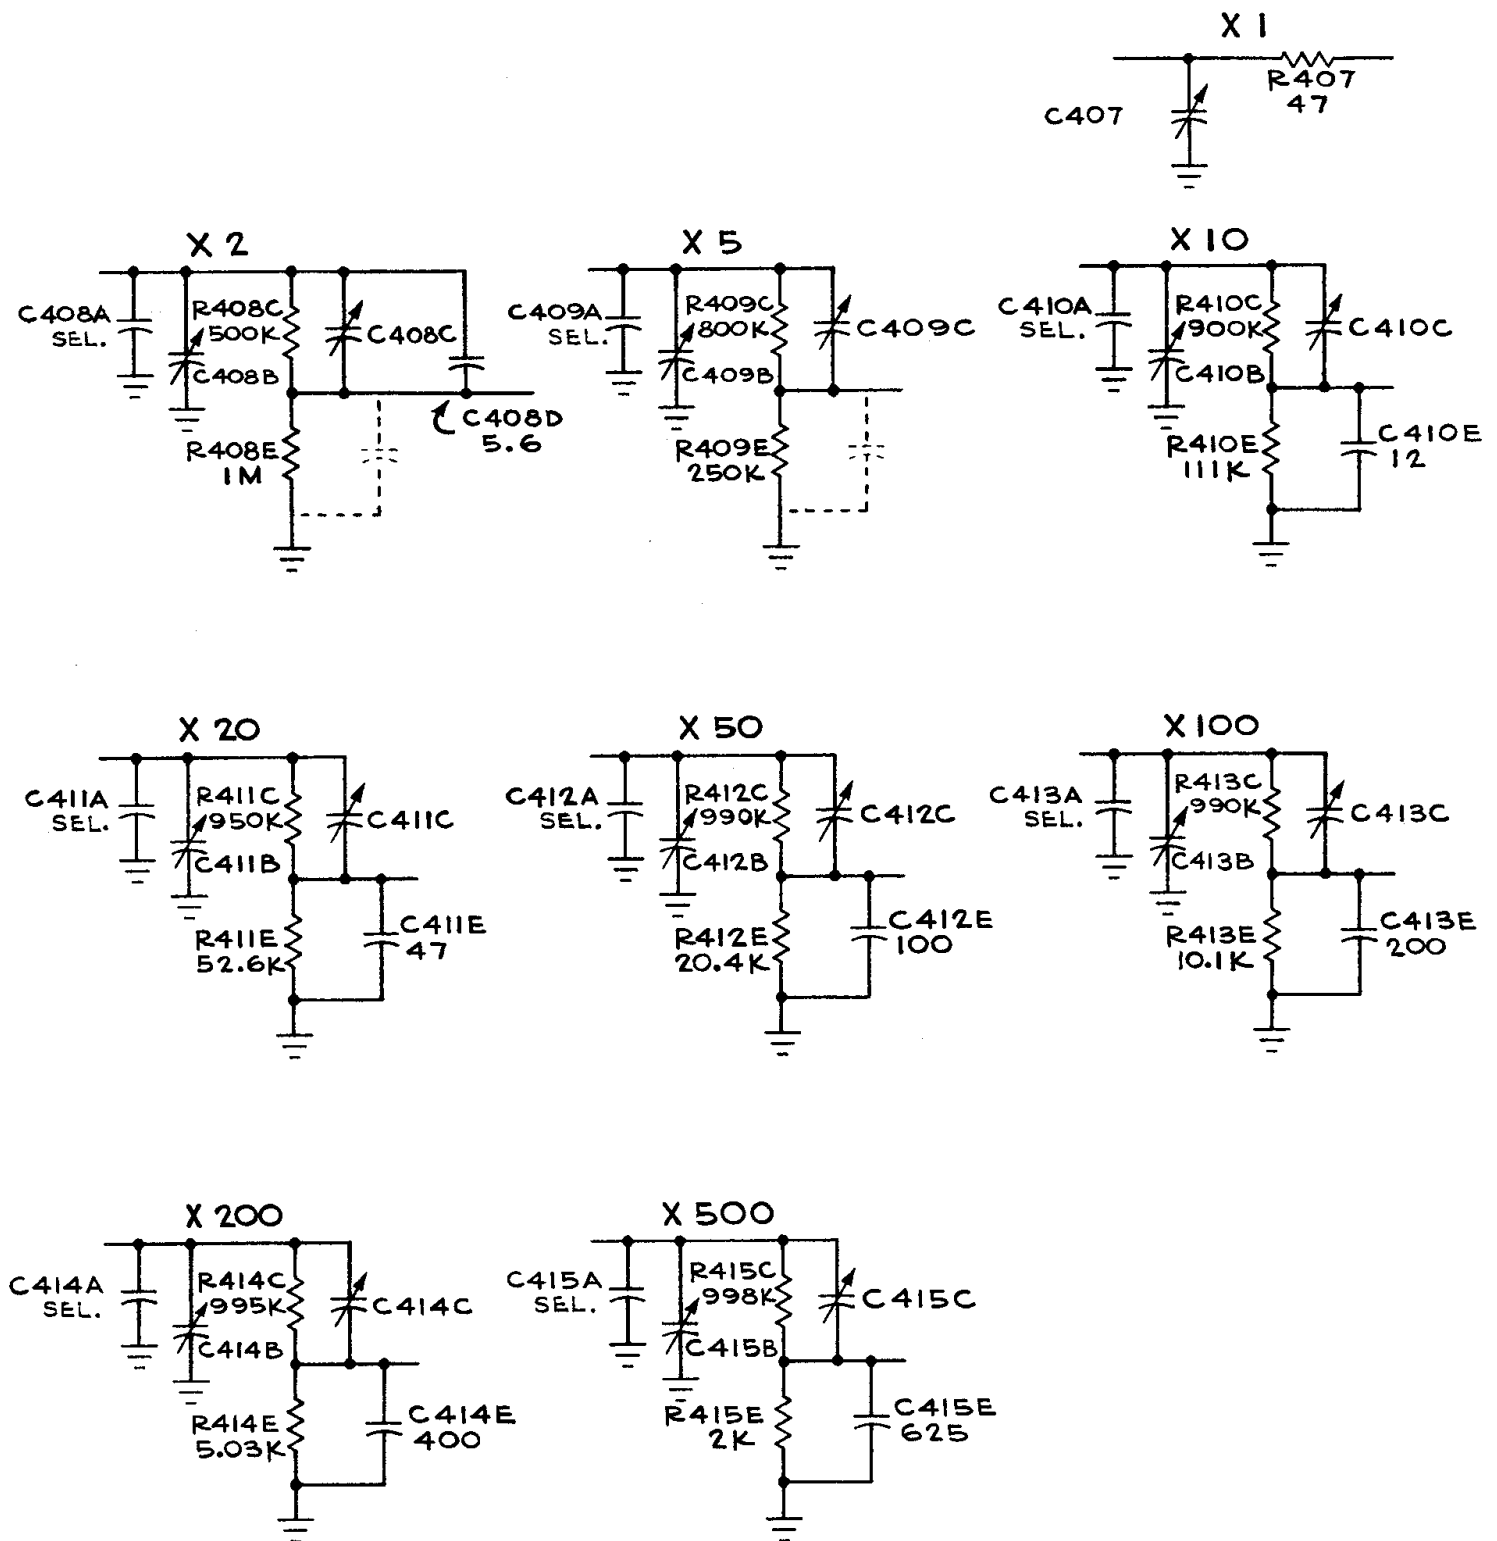 X 1
R407
47
C407
X 2
C408A
SEL.
R408C
500K
C408B
C408C
C408D
5.6
R408E
1M
X 5
C409A
SEL.
R409C
800K
C409B
C409C
R409E
250K
X 10
C410A
SEL.
R410C
900K
C410B
C410C
R410E
111K
C410E
12
X 20
C411A
SEL.
R411C
950K
C411B
C411C
R411E
52.6K
C411E
47
X 50
C412A
SEL.
R412C
990K
C412B
C412C
R412E
20.4K
C412E
100
X 100
C413A
SEL.
R413C
990K
C413B
C413C
R413E
10.1K
C413E
200
X 200
C414A
SEL.
R414C
995K
C414B
C414C
R414E
5.03K
C414E
400
X 500
C415A
SEL.
R415C
998K
C415B
C415C
R415E
2K
C415E
625